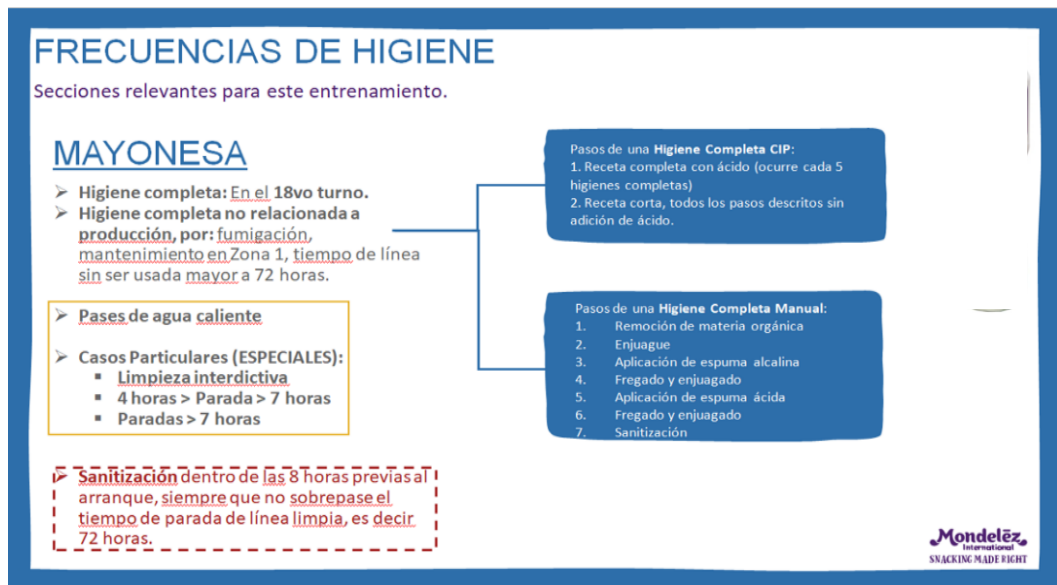 FRECUENCIAS DE HIGIENE
Secciones relevantes para este entrenamiento.
MAYONESA
➢ Higiene completa: En el 18vo turno.
➢ Higiene completa no relacionada a
producción, por: fumigación,
mantenimiento en Zona 1, tiempo de línea
sin ser usada mayor a 72 horas.
➢ Pases de agua caliente
➢ Casos Particulares (ESPECIALES):
▪ Limpieza interdictiva
▪ 4 horas > Parada > 7 horas
▪ Paradas > 7 horas
➢ Sanitización dentro de las 8 horas previas al
arranque, siempre que no sobrepase el
tiempo de parada de línea limpia, es decir
72 horas.
Pasos de una Higiene Completa CIP:
1. Receta completa con ácido (ocurre cada 5
higienes completas)
2. Receta corta, todos los pasos descritos sin
adición de ácido.
Pasos de una Higiene Completa Manual:
1. Remoción de materia orgánica
2. Enjuague
3. Aplicación de espuma alcalina
4. Fregado y enjuagado
5. Aplicación de espuma ácida
6. Fregado y enjuagado
7. Sanitización
Mondelēz
International
SNACKING MADE RIGHT